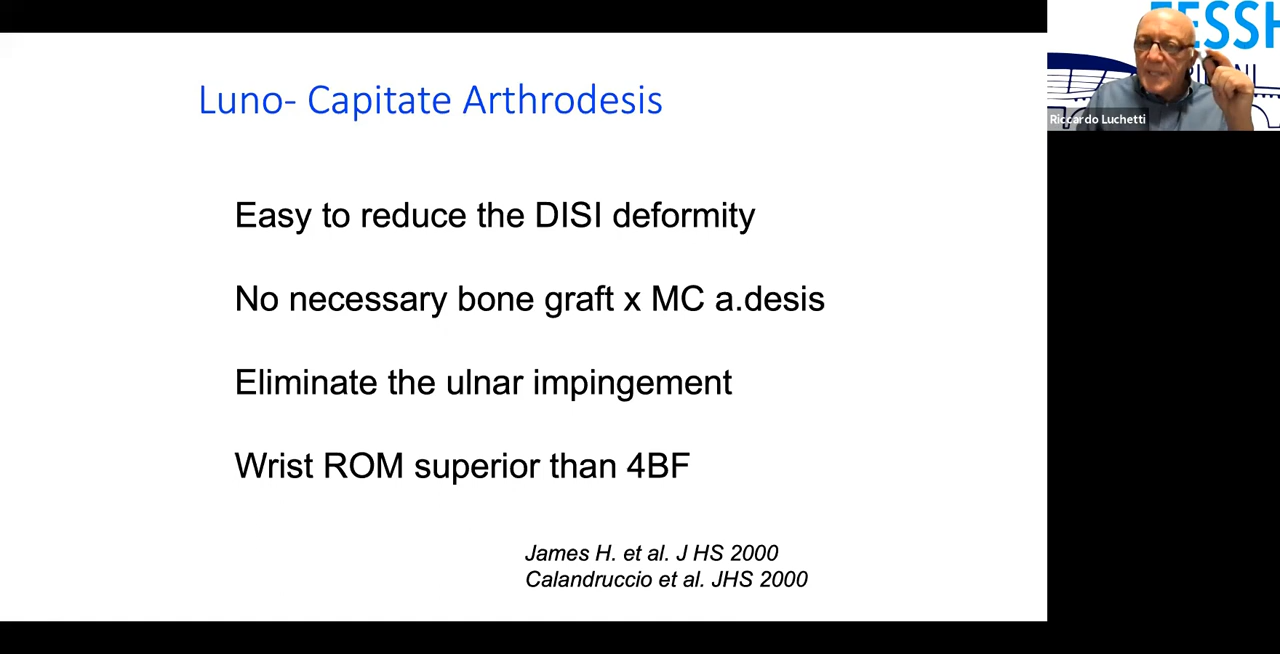 Luno- Capitate Arthrodesis
Easy to reduce the DISI deformity
No necessary bone graft x MC a.desis
Eliminate the ulnar impingement
Wrist ROM superior than 4BF
James H. et al. J HS 2000
Calandruccio et al. JHS 2000
ESSH
Riccardo Luchetti